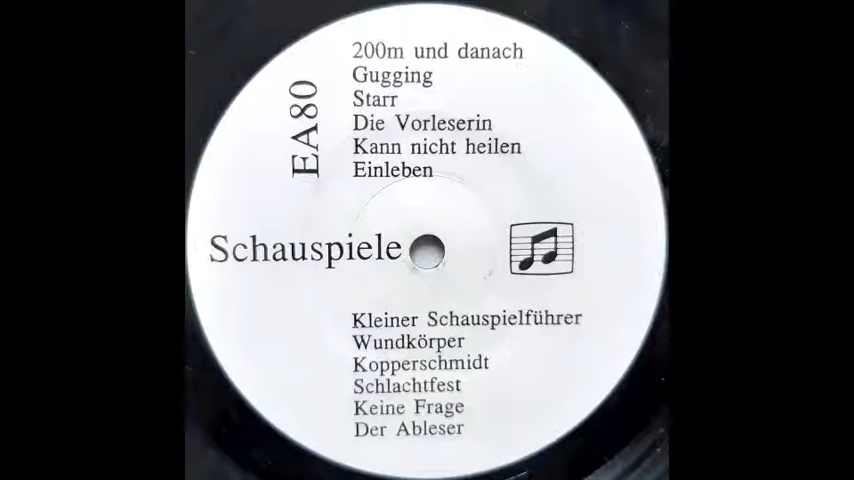 200m und danach
Gugging
Starr
Die Vorleserin
Kann nicht heilen
Einleben
EA80
Schauspiele
Kleiner Schauspielführer
Wundkörper
Kopperschmidt
Schlachtfest
Keine Frage
Der Ableser